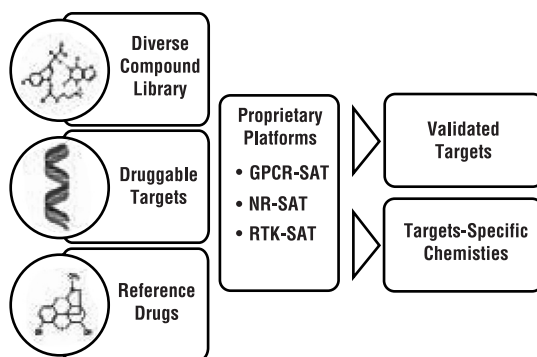 Diverse
Compound
Library
Druggable
Targets
Reference
Drugs
Proprietary
Platforms
• GPCR-SAT
• NR-SAT
• RTK-SAT
Validated
Targets
Targets-Specific
Chemisties